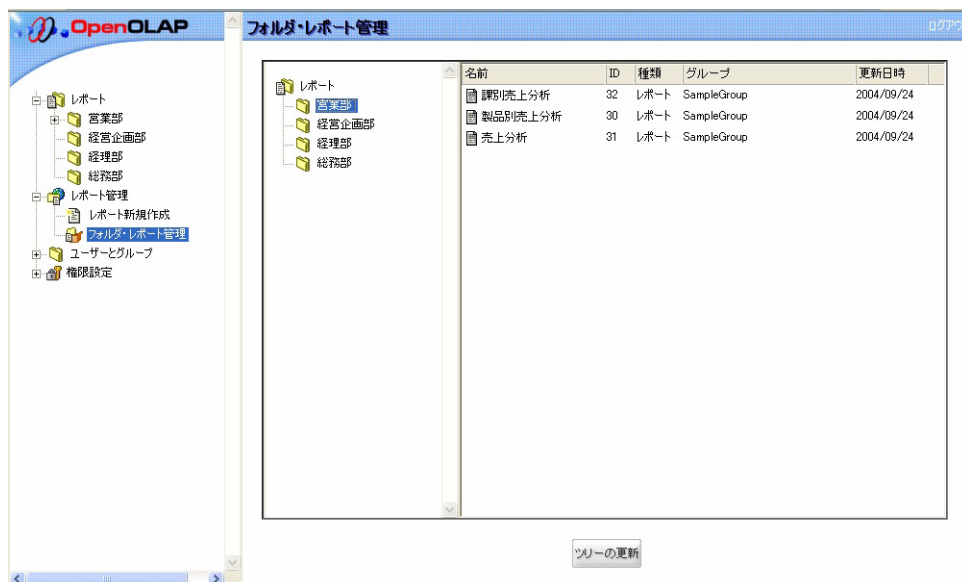 OpenOLAP
フォルダ・レポート管理
ログアウ
レポート
営業部
経営企画部
経理部
総務部
レポート管理
レポート新規作成
フォルダ・レポート管理
ユーザーとグループ
権限設定
レポート
営業部
経営企画部
経理部
総務部
名前 ID 種類 グループ 更新日時
課別売上分析 32 レポート SampleGroup 2004/09/24
製品別売上分析 30 レポート SampleGroup 2004/09/24
売上分析 31 レポート SampleGroup 2004/09/24
ツリーの更新